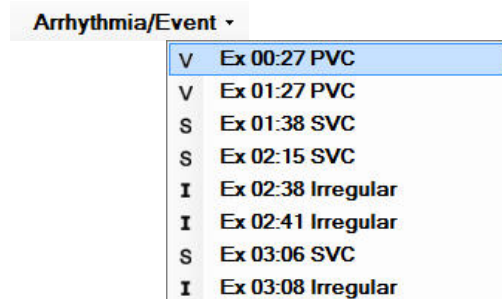 Arrhythmia/Event
V Ex 00:27 PVC
V Ex 01:27 PVC
S Ex 01:38 SVC
S Ex 02:15 SVC
I Ex 02:38 Irregular
I Ex 02:41 Irregular
S Ex 03:06 SVC
I Ex 03:08 Irregular